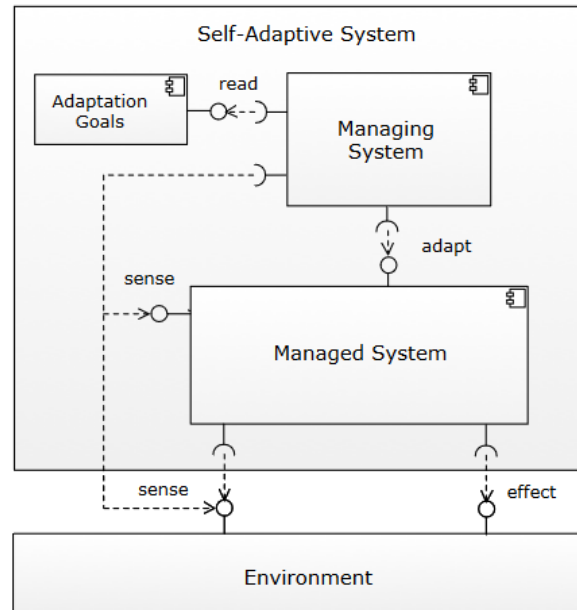 Self-Adaptive System
read
Adaptation
Goals
Managing
System
adapt
sense
Managed System
sense
effect
Environment